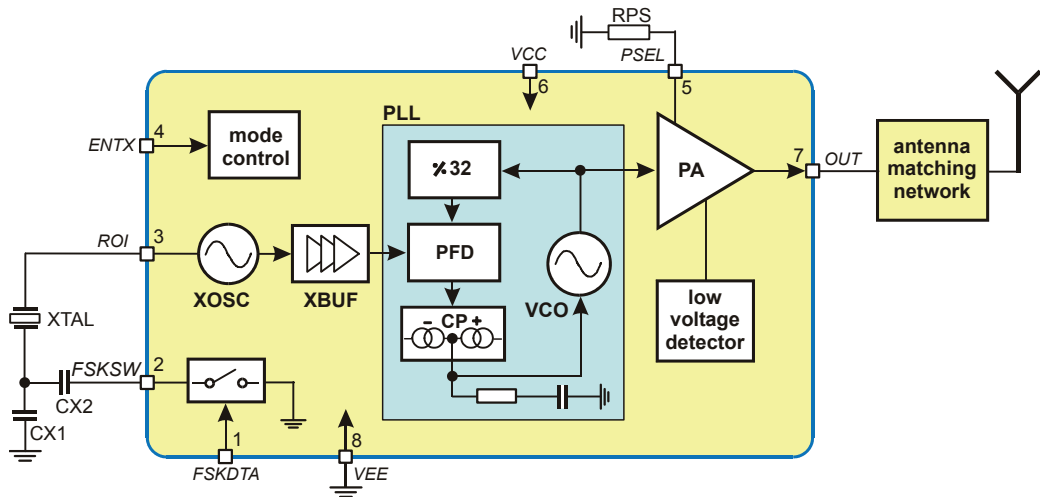 RPS
VCC
PSEL
6
5
PLL
4
ENTX
mode
control
÷ 32
PA
7
OUT
antenna
matching
network
3
ROI
PFD
XOSC
XBUF
VCO
low
voltage
detector
- CP +
XTAL
2
FSKSW
CX2
CX1
1
8
FSKDTA
VEE